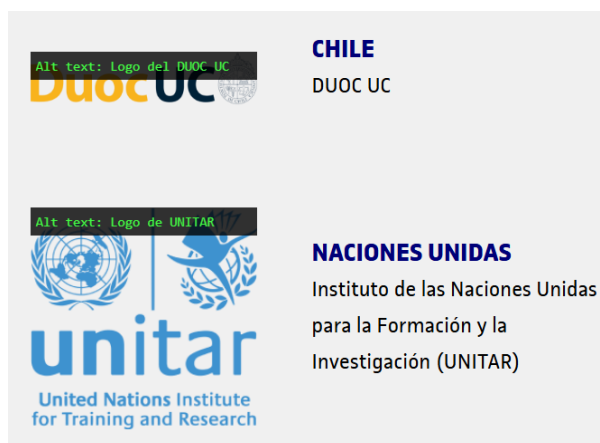 Alt text: Logo del DUOC UC
DuocUC
CHILE
DUOC UC
Alt text: Logo de UNITAR
unitar
United Nations Institute
for Training and Research
NACIONES UNIDAS
Instituto de las Naciones Unidas
para la Formación y la
Investigación (UNITAR)